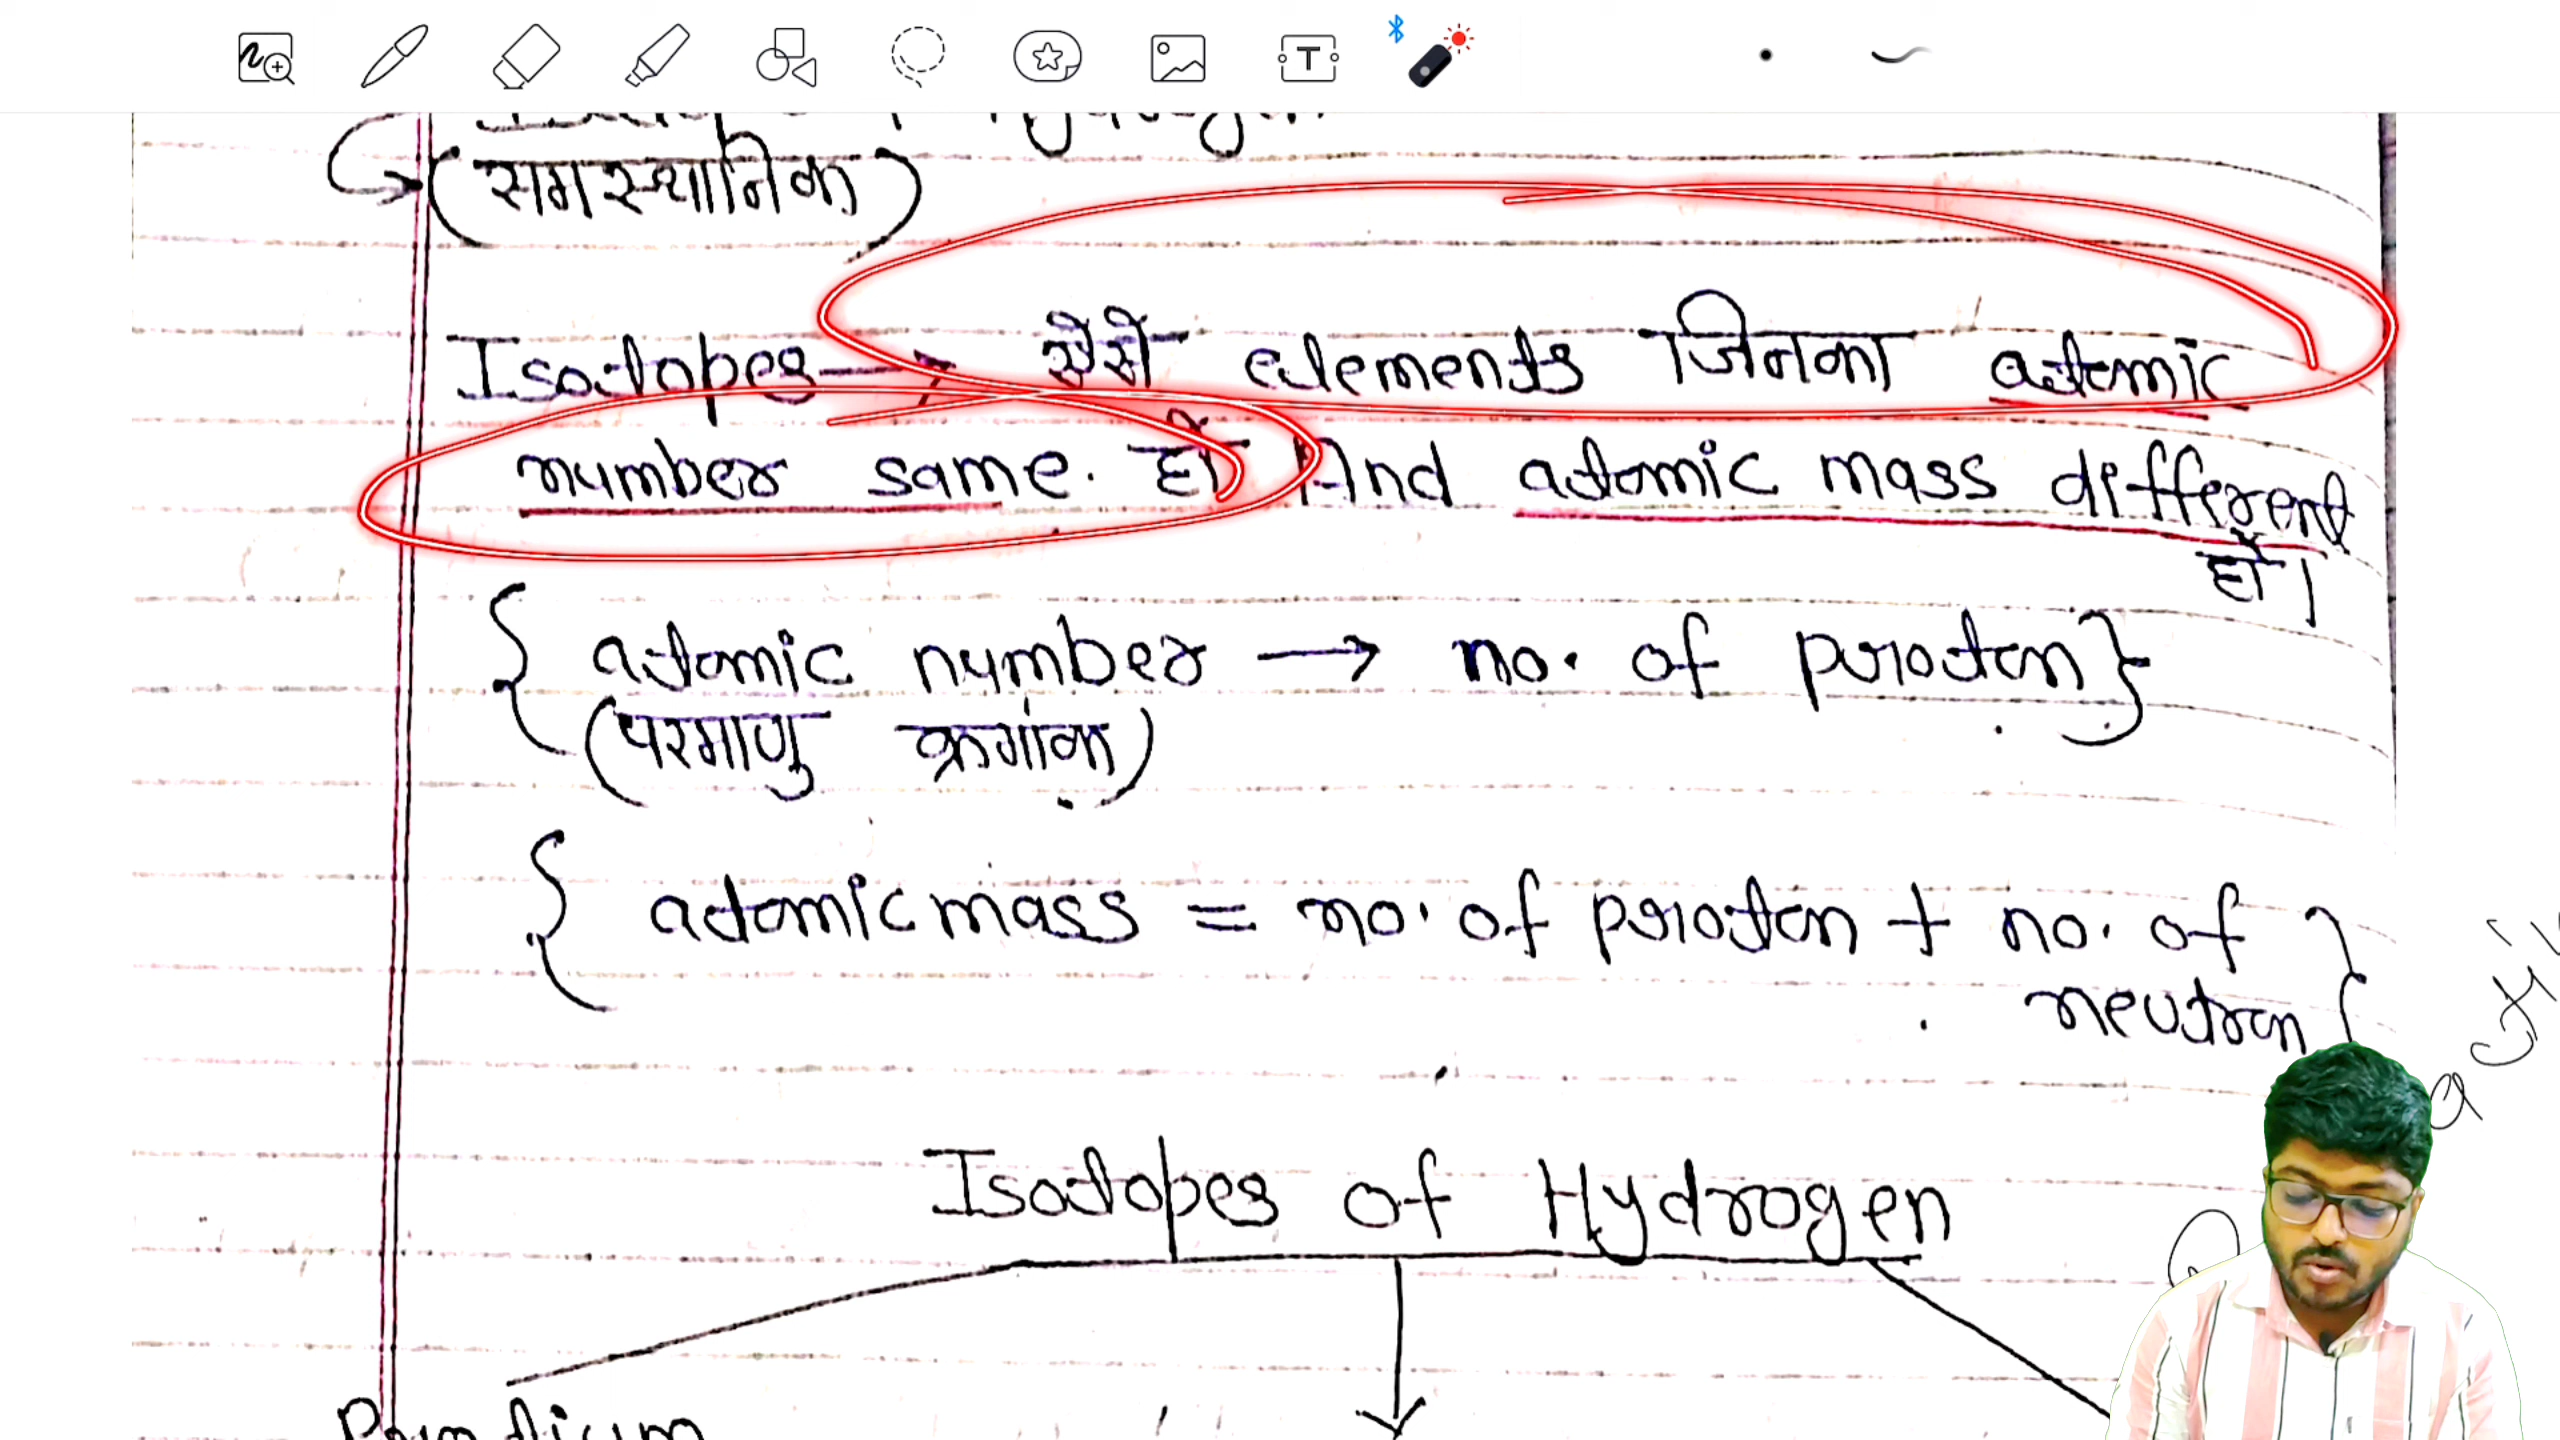 (समस्थानिक)
Isotopes → ऐसे elements जिनका atomic
number same. हो And atomic mass different
हो।
{ atomic number → no. of proton }
(परमाणु क्रमांक)
{ atomic mass = no. of proton + no. of
neutron }
Isotopes of Hydrogen